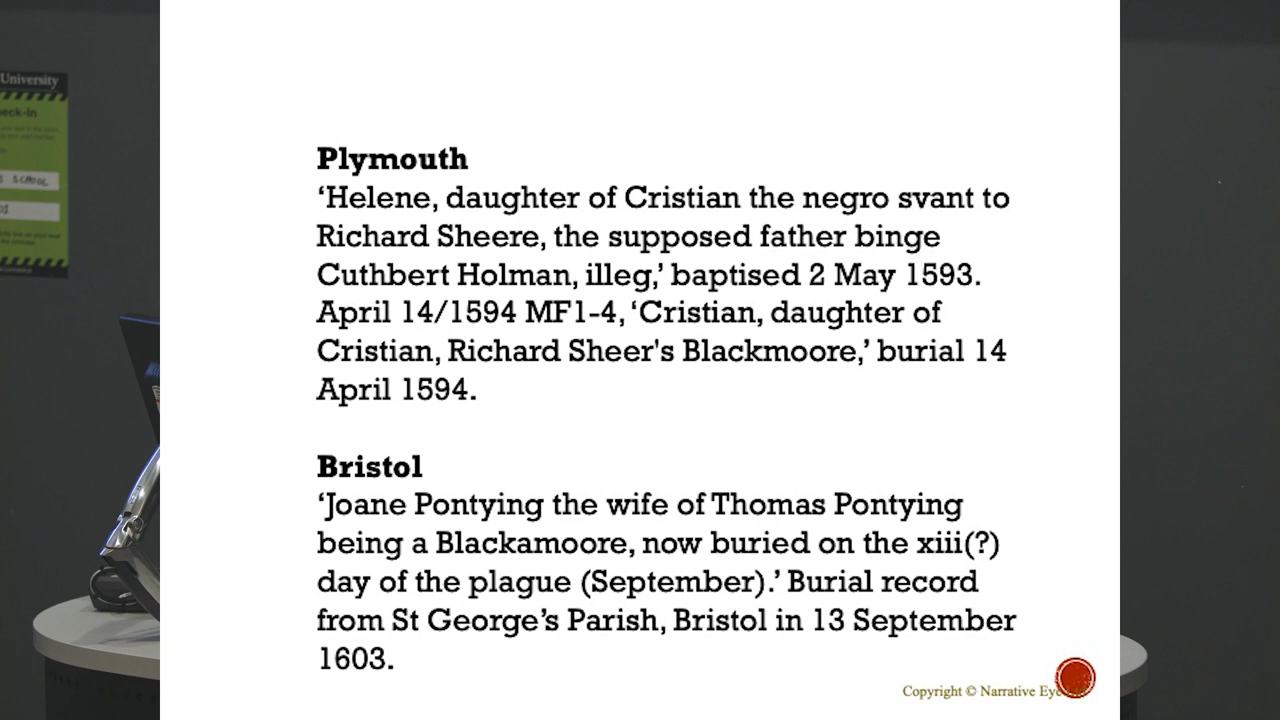 University
eck-In
SCHOOL
Plymouth
‘Helene, daughter of Cristian the negro svant to
Richard Sheere, the supposed father binge
Cuthbert Holman, illeg,’ baptised 2 May 1593.
April 14/1594 MF1-4, ‘Cristian, daughter of
Cristian, Richard Sheer's Blackmoore,’ burial 14
April 1594.
Bristol
‘Joane Pontying the wife of Thomas Pontying
being a Blackamoore, now buried on the xiii(?)
day of the plague (September).’ Burial record
from St George’s Parish, Bristol in 13 September
1603.
Copyright © Narrative Eye